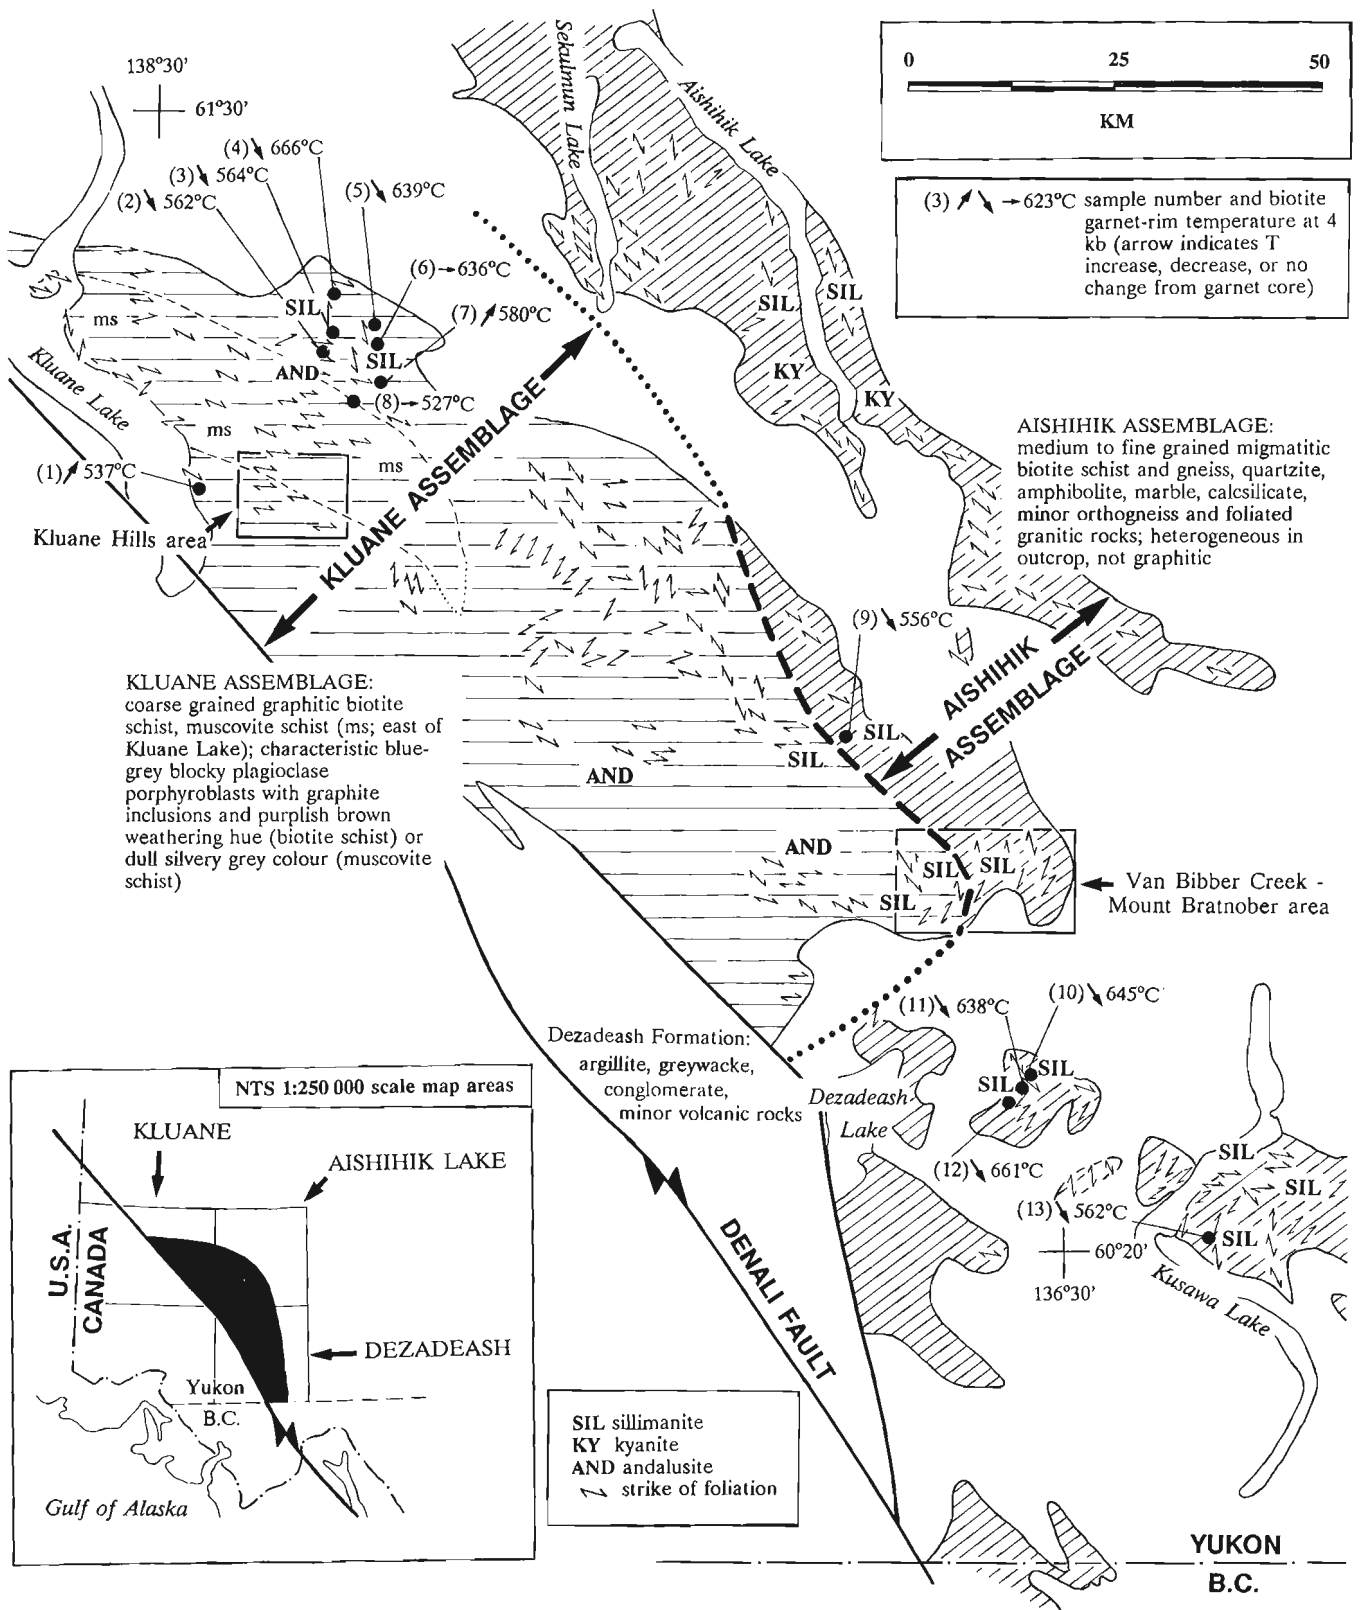 138°30'
61°30'
Sekulmun Lake
Aishihik Lake
0 25 50
KM
(3) ↗ ↘ → 623°C sample number and biotite
garnet-rim temperature at 4
kb (arrow indicates T
increase, decrease, or no
change from garnet core)
(4) ↘ 666°C
(3) ↘ 564°C
(2) ↘ 562°C
(5) ↘ 639°C
(6) → 636°C
(7) ↗ 580°C
(8) → 527°C
(1) ↗ 537°C
ms
SIL
SIL
AND
ms
ms
Kluane Lake
Kluane Hills area
KLUANE ASSEMBLAGE
SIL
SIL
KY
KY
AISHIHIK ASSEMBLAGE:
medium to fine grained migmatitic
biotite schist and gneiss, quartzite,
amphibolite, marble, calcsilicate,
minor orthogneiss and foliated
granitic rocks; heterogeneous in
outcrop, not graphitic
(9) ↘ 556°C
AISHIHIK
ASSEMBLAGE
KLUANE ASSEMBLAGE:
coarse grained graphitic biotite
schist, muscovite schist (ms; east of
Kluane Lake); characteristic blue-
grey blocky plagioclase
porphyroblasts with graphite
inclusions and purplish brown
weathering hue (biotite schist) or
dull silvery grey colour (muscovite
schist)
SIL
SIL
AND
AND
SIL
SIL
SIL
Van Bibber Creek -
Mount Bratnober area
(11) ↘ 638°C
(10) ↘ 645°C
SIL
SIL
(12) ↘ 661°C
(13) ↘ 562°C
SIL
SIL
SIL
60°20'
136°30'
Kusawa Lake
Dezadeash Formation:
argillite, greywacke,
conglomerate,
minor volcanic rocks
Dezadeash
Lake
DENALI FAULT
NTS 1:250 000 scale map areas
KLUANE
AISHIHIK LAKE
U.S.A.
CANADA
DEZADEASH
Yukon
B.C.
Gulf of Alaska
SIL sillimanite
KY kyanite
AND andalusite
strike of foliation
YUKON
B.C.